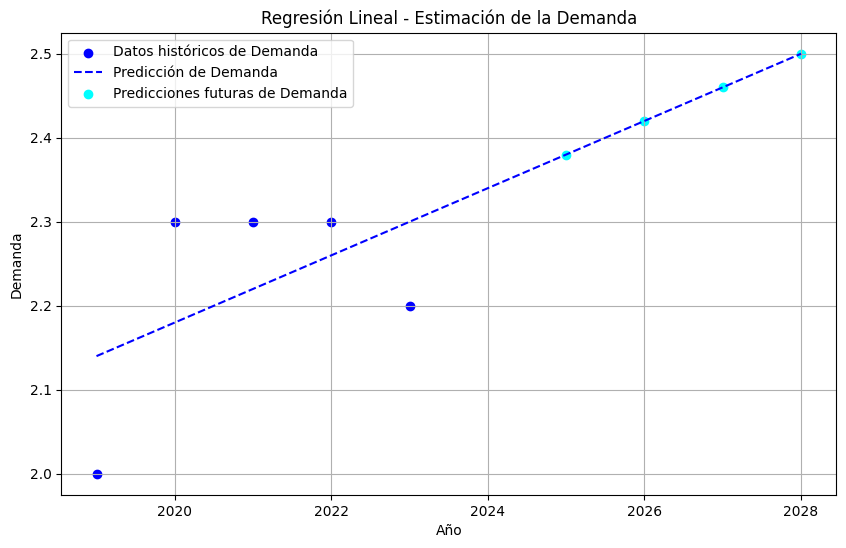 Regresión Lineal - Estimación de la Demanda
Datos históricos de Demanda
Predicción de Demanda
Predicciones futuras de Demanda
2.5
2.4
2.3
2.2
2.1
2.0
Demanda
2020 2022 2024 2026 2028
Año